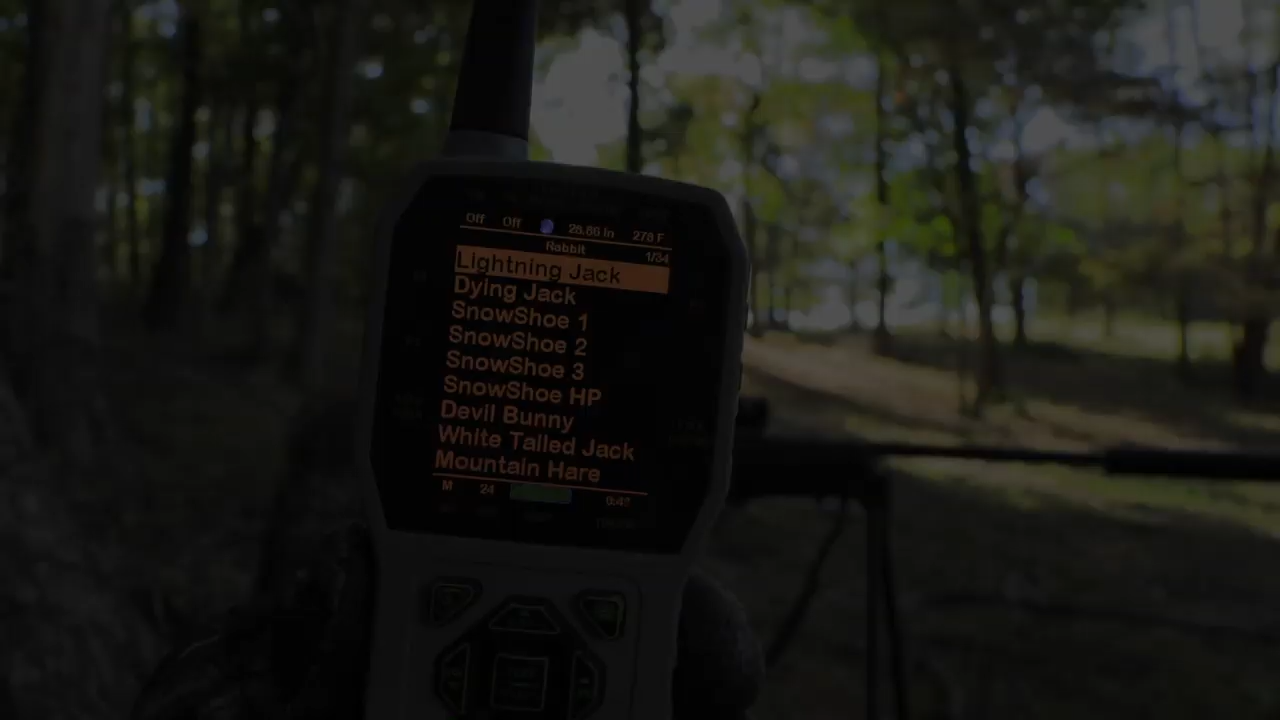 Off Off 28.86 In 278 F
Rabbit 1/34
Lightning Jack
Dying Jack
SnowShoe 1
SnowShoe 2
SnowShoe 3
SnowShoe HP
Devil Bunny
White Tailed Jack
Mountain Hare
M 24